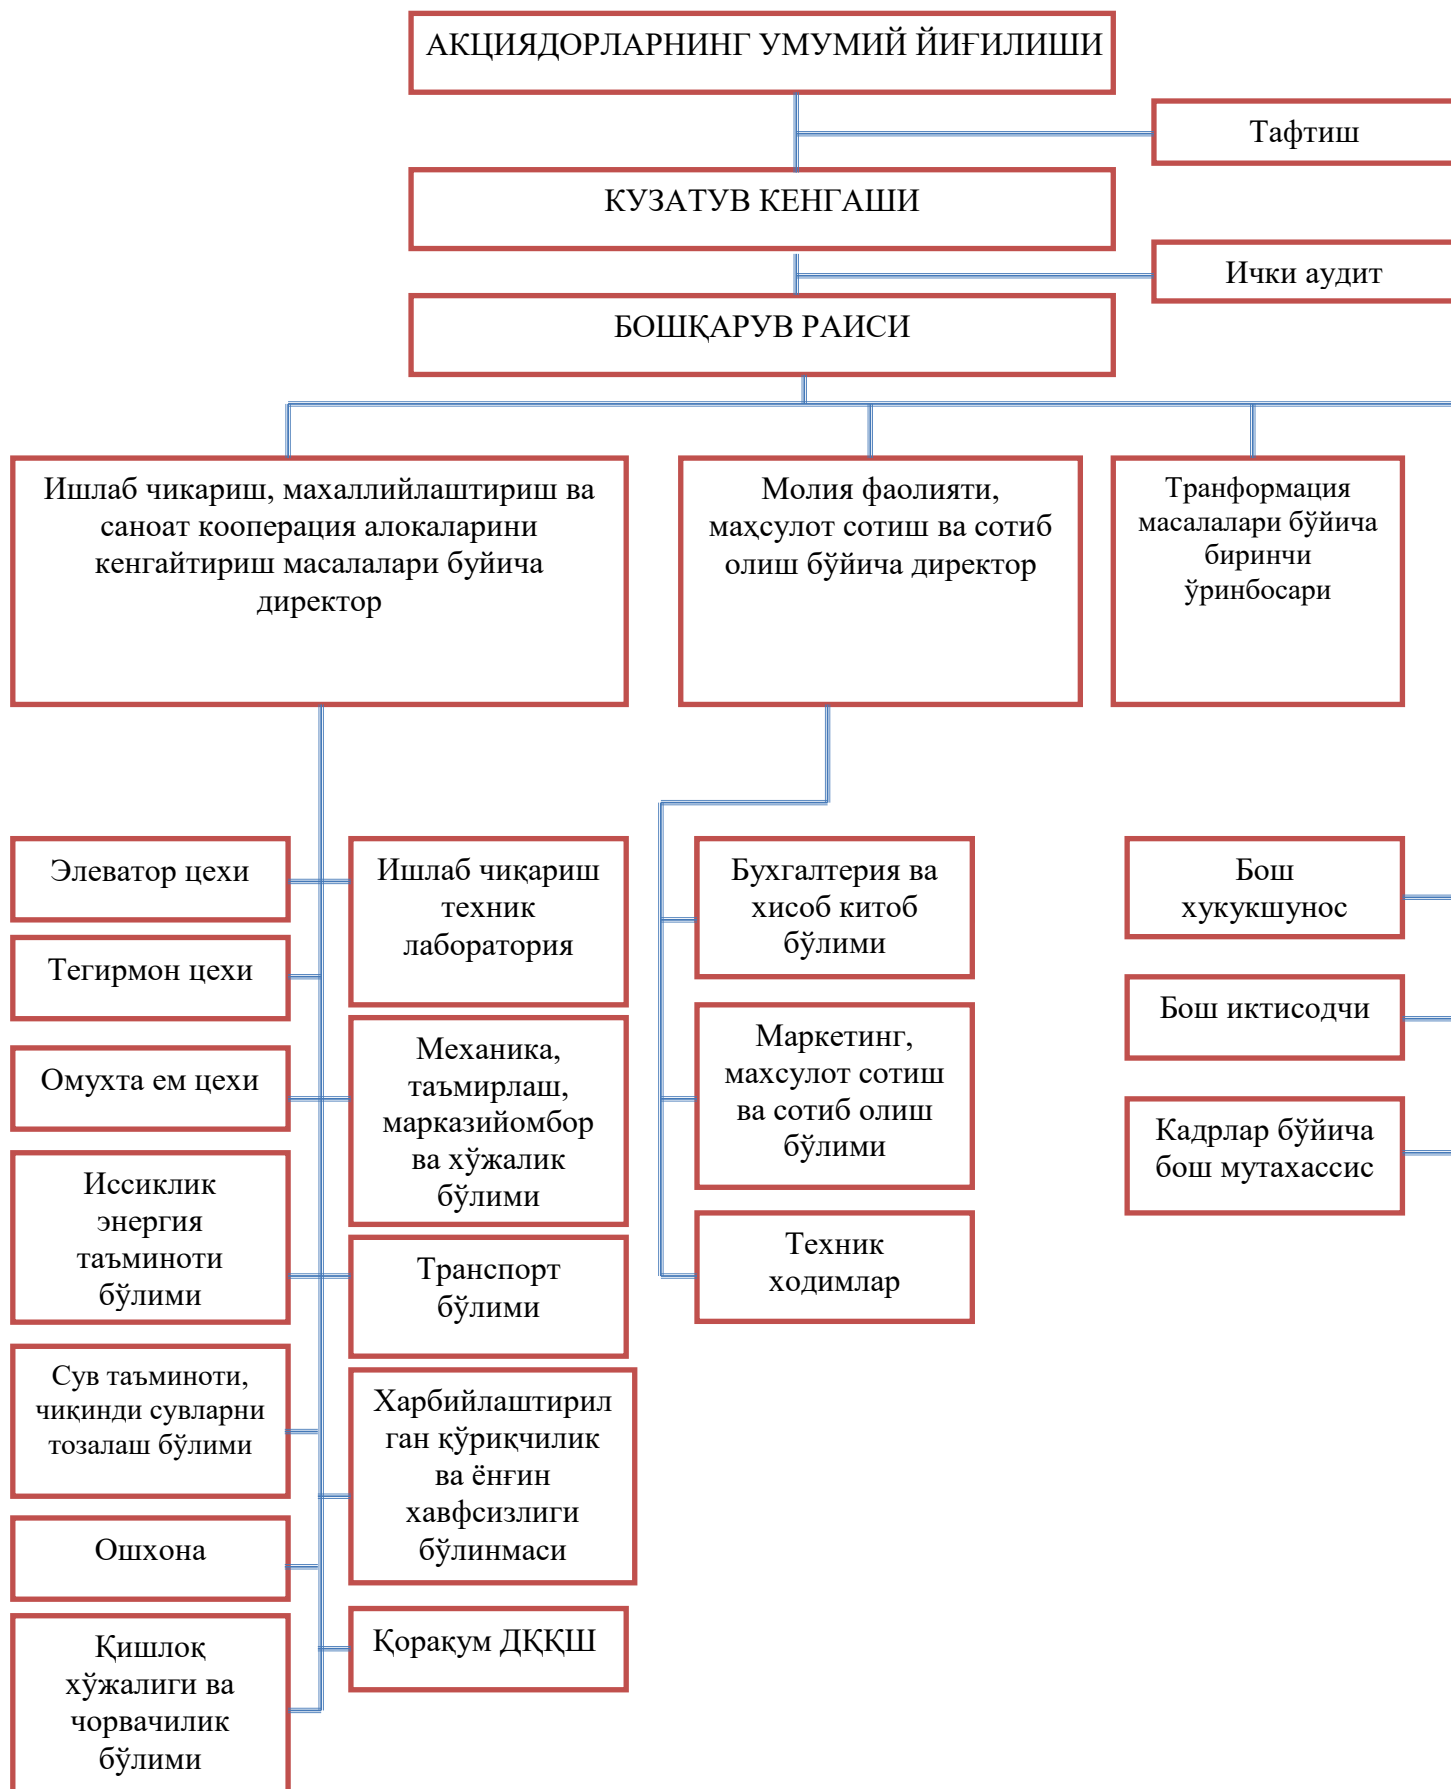 АКЦИЯДОРЛАРНИНГ УМУМИЙ ЙИҒИЛИШИ
Тафтиш
КУЗАТУВ КЕНГАШИ
Ички аудит
БОШҚАРУВ РАИСИ
Ишлаб чикариш, махаллийлаштириш ва
саноат кооперация алокаларини
кенгайтириш масалалари буйича
директор
Молия фаолияти,
маҳсулот сотиш ва сотиб
олиш бўйича директор
Транформация
масалалари бўйича
биринчи
ўринбосари
Элеватор цехи
Тегирмон цехи
Омухта ем цехи
Иссиклик
энергия
таъминоти
бўлими
Сув таъминоти,
чиқинди сувларни
тозалаш бўлими
Ошхона
Қишлоқ
хўжалиги ва
чорвачилик
бўлими
Ишлаб чиқариш
техник
лаборатория
Механика,
таъмирлаш,
марказийомбор
ва хўжалик
бўлими
Транспорт
бўлими
Харбийлаштирил
ган қўриқчилик
ва ёнғин
хавфсизлиги
бўлинмаси
Қорақум ДҚҚШ
Бухгалтерия ва
хисоб китоб
бўлими
Маркетинг,
махсулот сотиш
ва сотиб олиш
бўлими
Техник
ходимлар
Бош
хукукшунос
Бош иктисодчи
Кадрлар бўйича
бош мутахассис